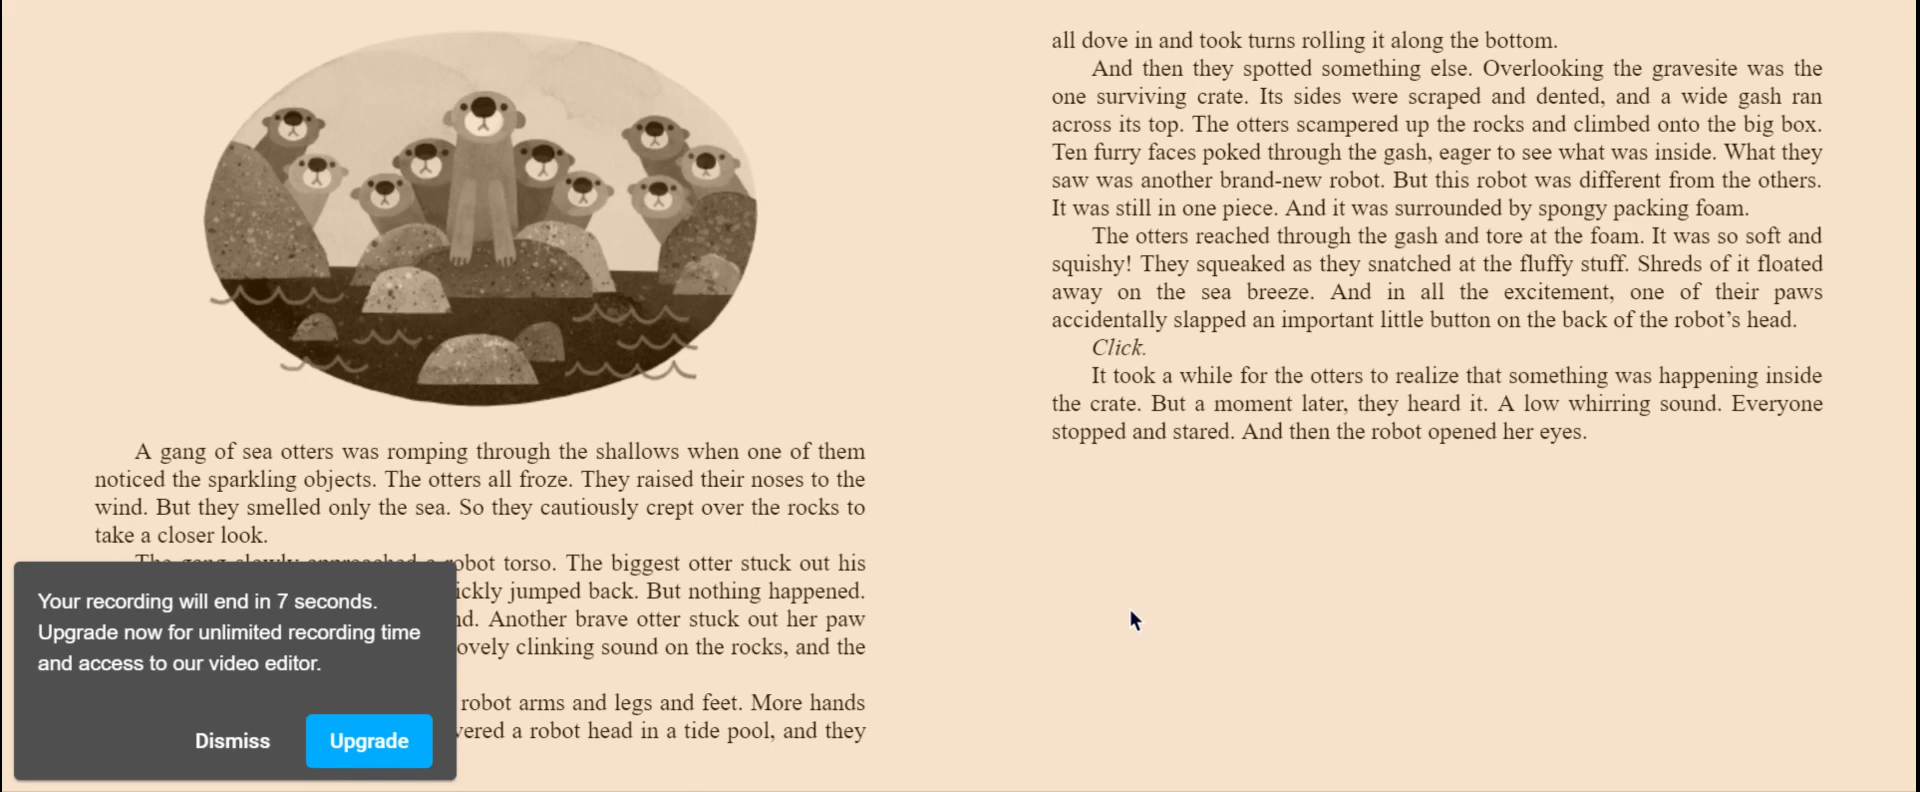 A gang of sea otters was romping through the shallows when one of them
noticed the sparkling objects. The otters all froze. They raised their noses to the
wind. But they smelled only the sea. So they cautiously crept over the rocks to
take a closer look.
The gang slowly approached a robot torso. The biggest otter stuck out his
ickly jumped back. But nothing happened.
nd. Another brave otter stuck out her paw
ovely clinking sound on the rocks, and the
robot arms and legs and feet. More hands
vered a robot head in a tide pool, and they
Your recording will end in 7 seconds.
Upgrade now for unlimited recording time
and access to our video editor.
Dismiss Upgrade
all dove in and took turns rolling it along the bottom.
And then they spotted something else. Overlooking the gravesite was the
one surviving crate. Its sides were scraped and dented, and a wide gash ran
across its top. The otters scampered up the rocks and climbed onto the big box.
Ten furry faces poked through the gash, eager to see what was inside. What they
saw was another brand-new robot. But this robot was different from the others.
It was still in one piece. And it was surrounded by spongy packing foam.
The otters reached through the gash and tore at the foam. It was so soft and
squishy! They squeaked as they snatched at the fluffy stuff. Shreds of it floated
away on the sea breeze. And in all the excitement, one of their paws
accidentally slapped an important little button on the back of the robot’s head.
Click.
It took a while for the otters to realize that something was happening inside
the crate. But a moment later, they heard it. A low whirring sound. Everyone
stopped and stared. And then the robot opened her eyes.